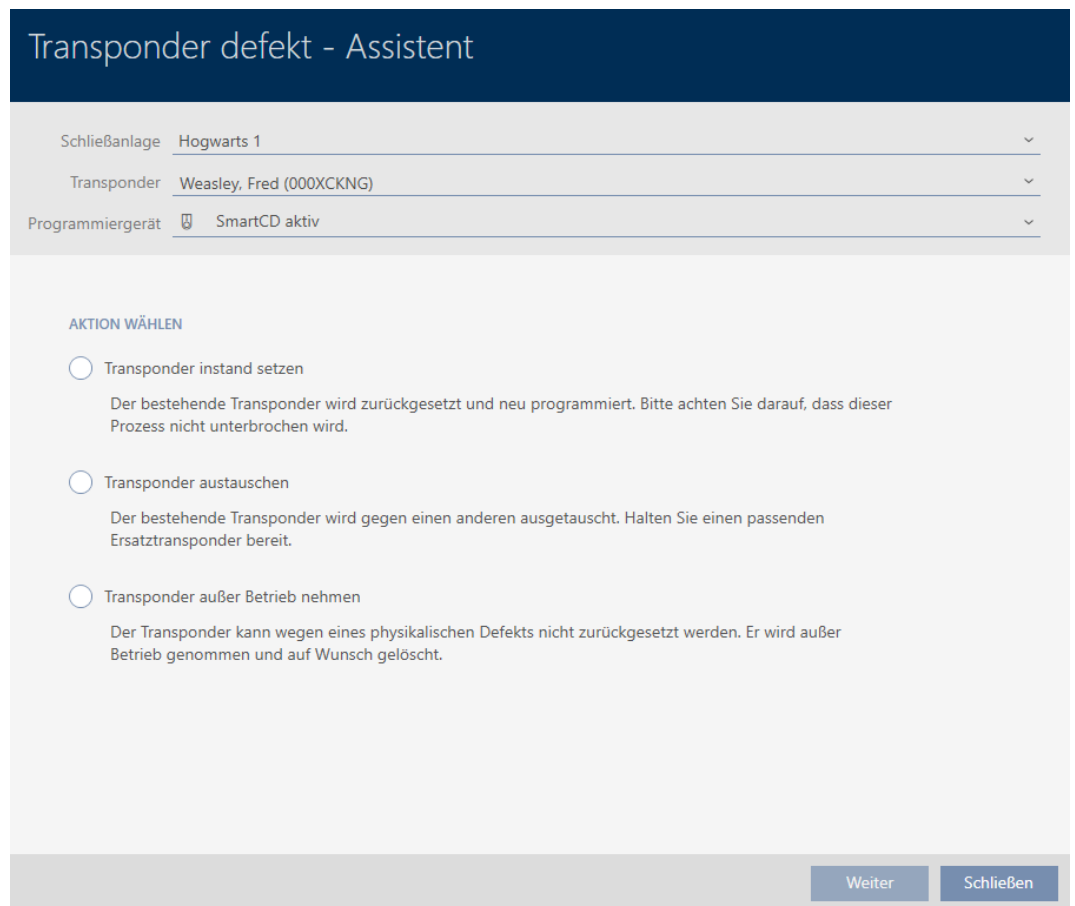 Transponder defekt - Assistent
Schließanlage Hogwarts 1
Transponder Weasley, Fred (000XCKNG)
Programmiergerät SmartCD aktiv
AKTION WÄHLEN
Transponder instand setzen
Der bestehende Transponder wird zurückgesetzt und neu programmiert. Bitte achten Sie darauf, dass dieser
Prozess nicht unterbrochen wird.
Transponder austauschen
Der bestehende Transponder wird gegen einen anderen ausgetauscht. Halten Sie einen passenden
Ersatztransponder bereit.
Transponder außer Betrieb nehmen
Der Transponder kann wegen eines physikalischen Defekts nicht zurückgesetzt werden. Er wird außer
Betrieb genommen und auf Wunsch gelöscht.
Weiter Schließen